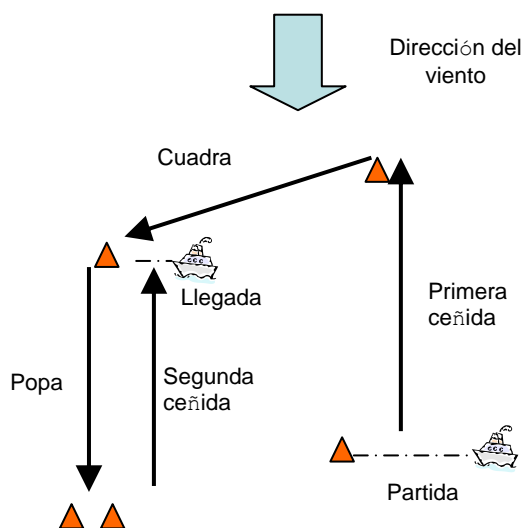 Dirección del
viento
Cuadra
Llegada
Primera
ceñida
Popa
Segunda
ceñida
Partida